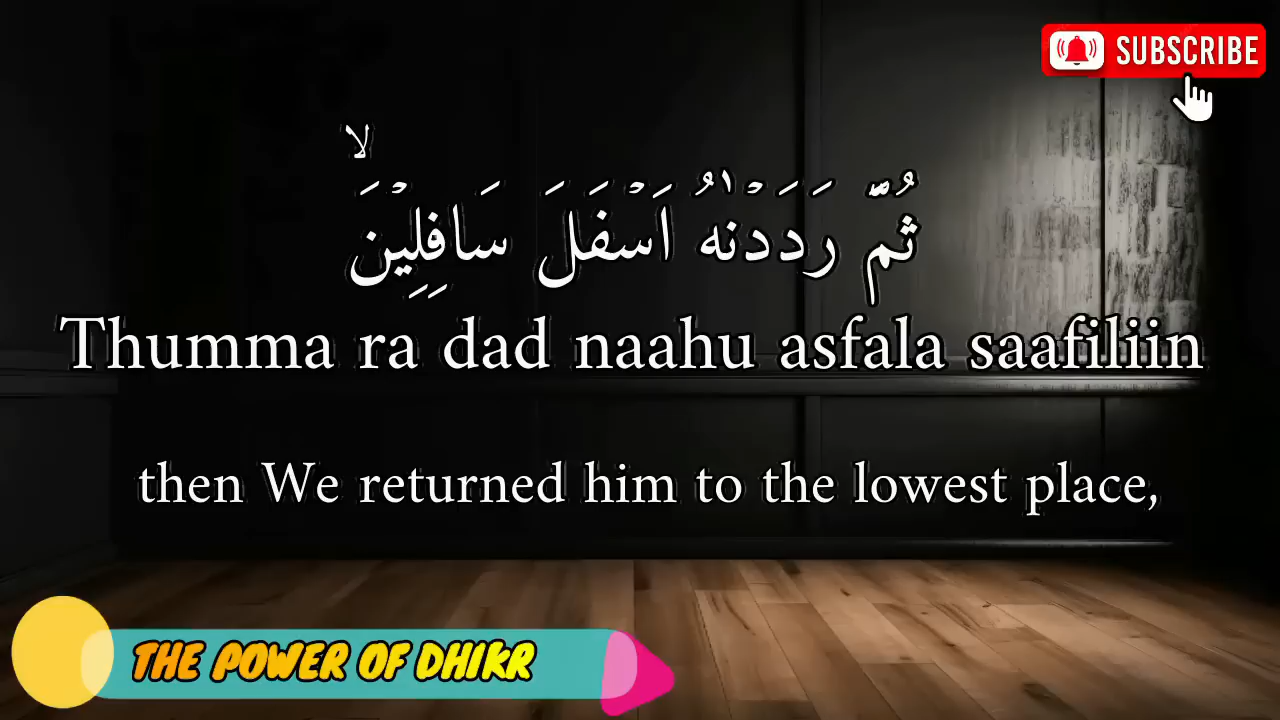 SUBSCRIBE
ثُمَّ رَدَدْنٰهُ اَسْفَلَ سَافِلِيْنَۙ
Thumma ra dad naahu asfala saafiliin
then We returned him to the lowest place,
THE POWER OF DHIKR